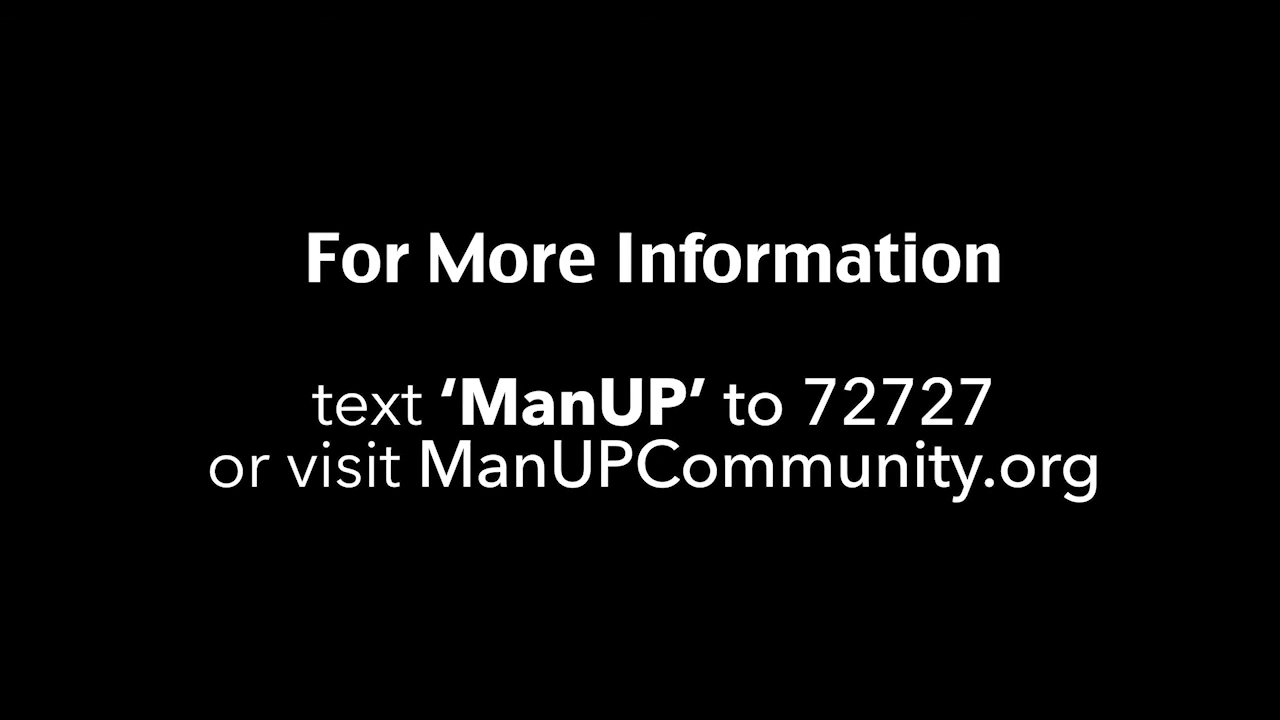 For More Information
text ‘ManUP’ to 72727
or visit ManUPCommunity.org